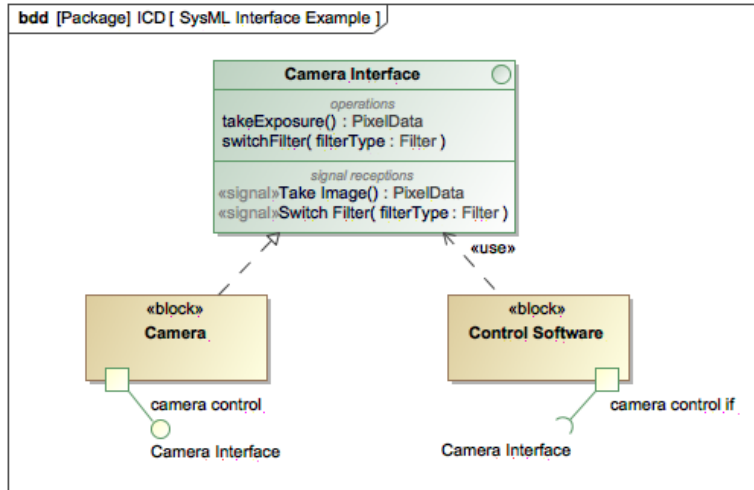 bdd [Package] ICD [ SysML Interface Example ]
Camera Interface
operations
takeExposure() : PixelData
switchFilter( filterType : Filter )
signal receptions
«signal»Take Image() : PixelData
«signal»Switch Filter( filterType : Filter )
«use»
«block»
Camera
«block»
Control Software
camera control
camera control if
Camera Interface
Camera Interface